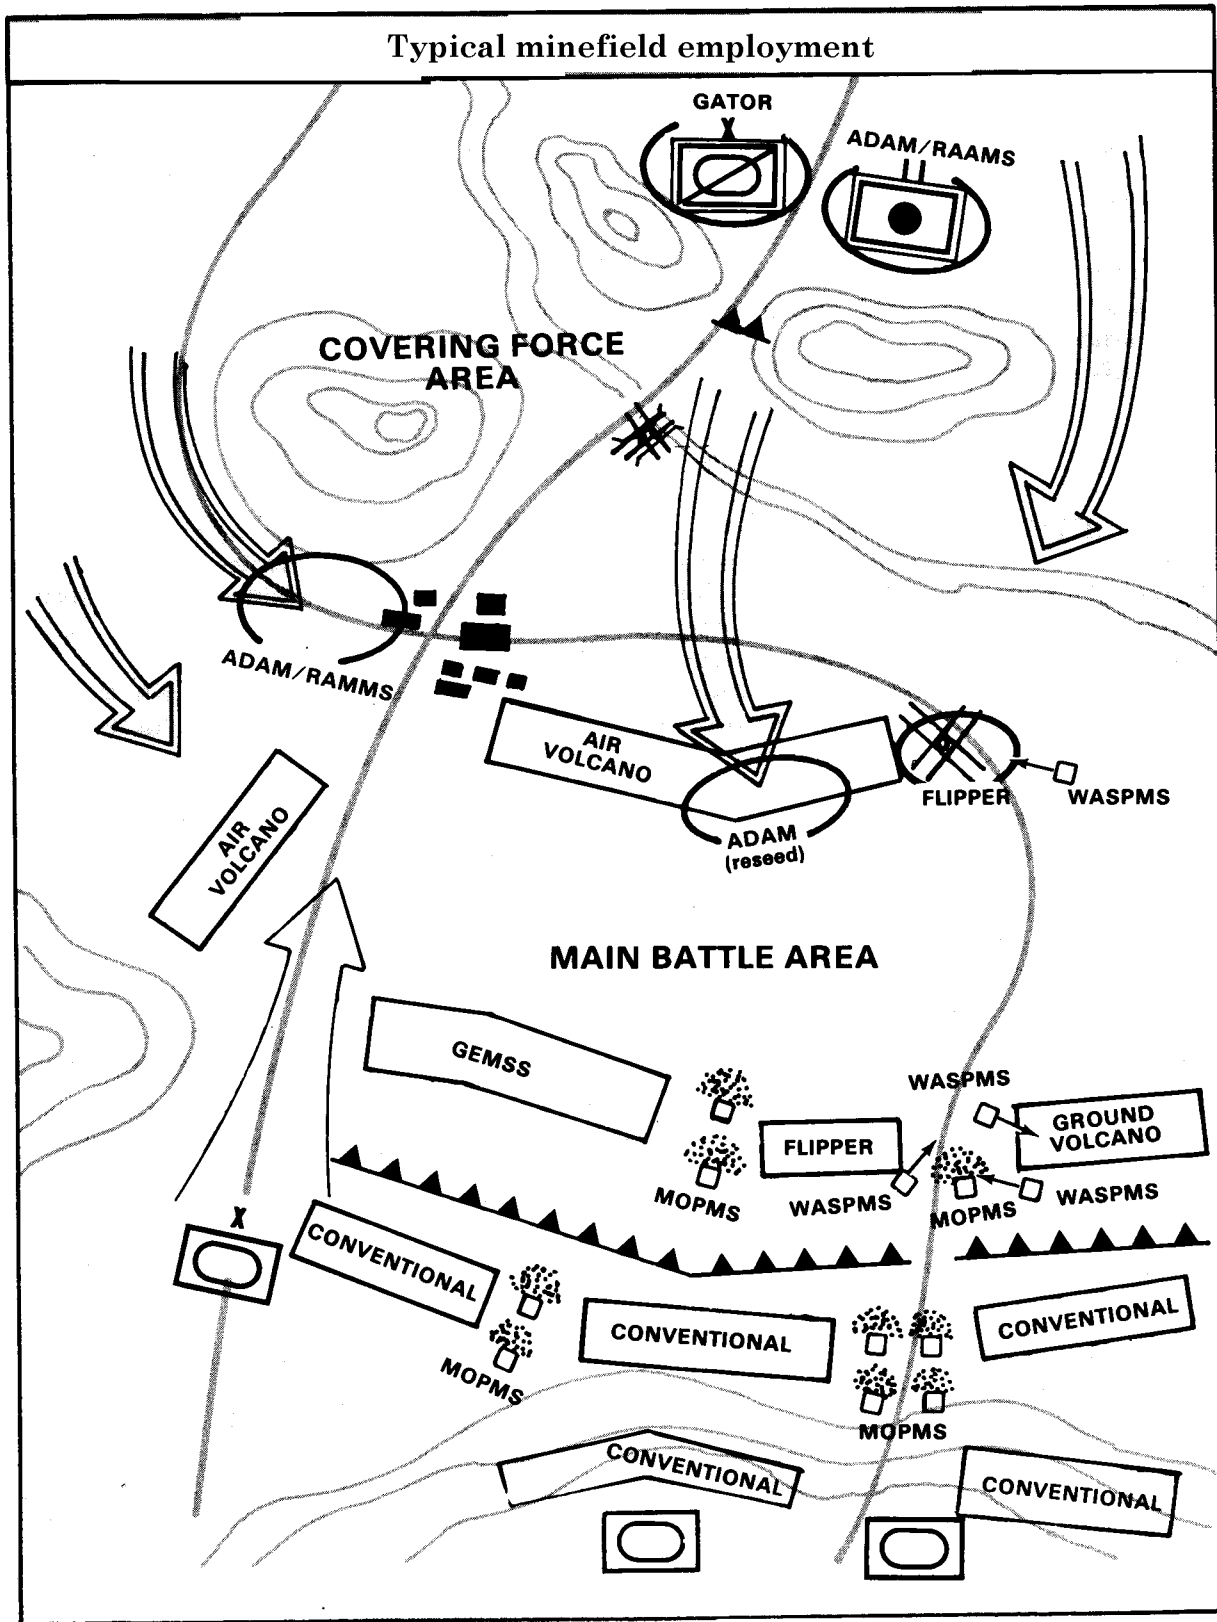 Typical minefield employment
GATOR
X
ADAM/RAAMS
COVERING FORCE
AREA
ADAM/RAMMS
AIR
VOLCANO
FLIPPER
WASPMS
ADAM
(reseed)
AIR
VOLCANO
MAIN BATTLE AREA
GEMSS
WASPMS
GROUND
VOLCANO
FLIPPER
MOPMS
WASPMS
MOPMS
WASPMS
X
CONVENTIONAL
CONVENTIONAL
CONVENTIONAL
MOPMS
MOPMS
CONVENTIONAL
CONVENTIONAL